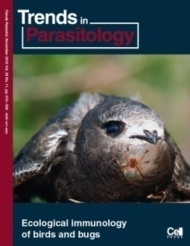 Trends in
Parasitology
Ecological immunology
of birds and bugs
Cell